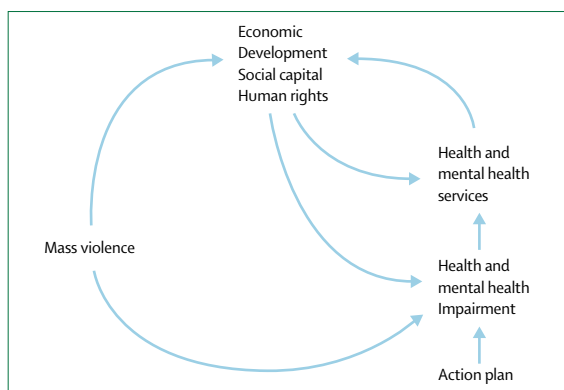 Economic
Development
Social capital
Human rights
Health and
mental health
services
Mass violence
Health and
mental health
Impairment
Action plan